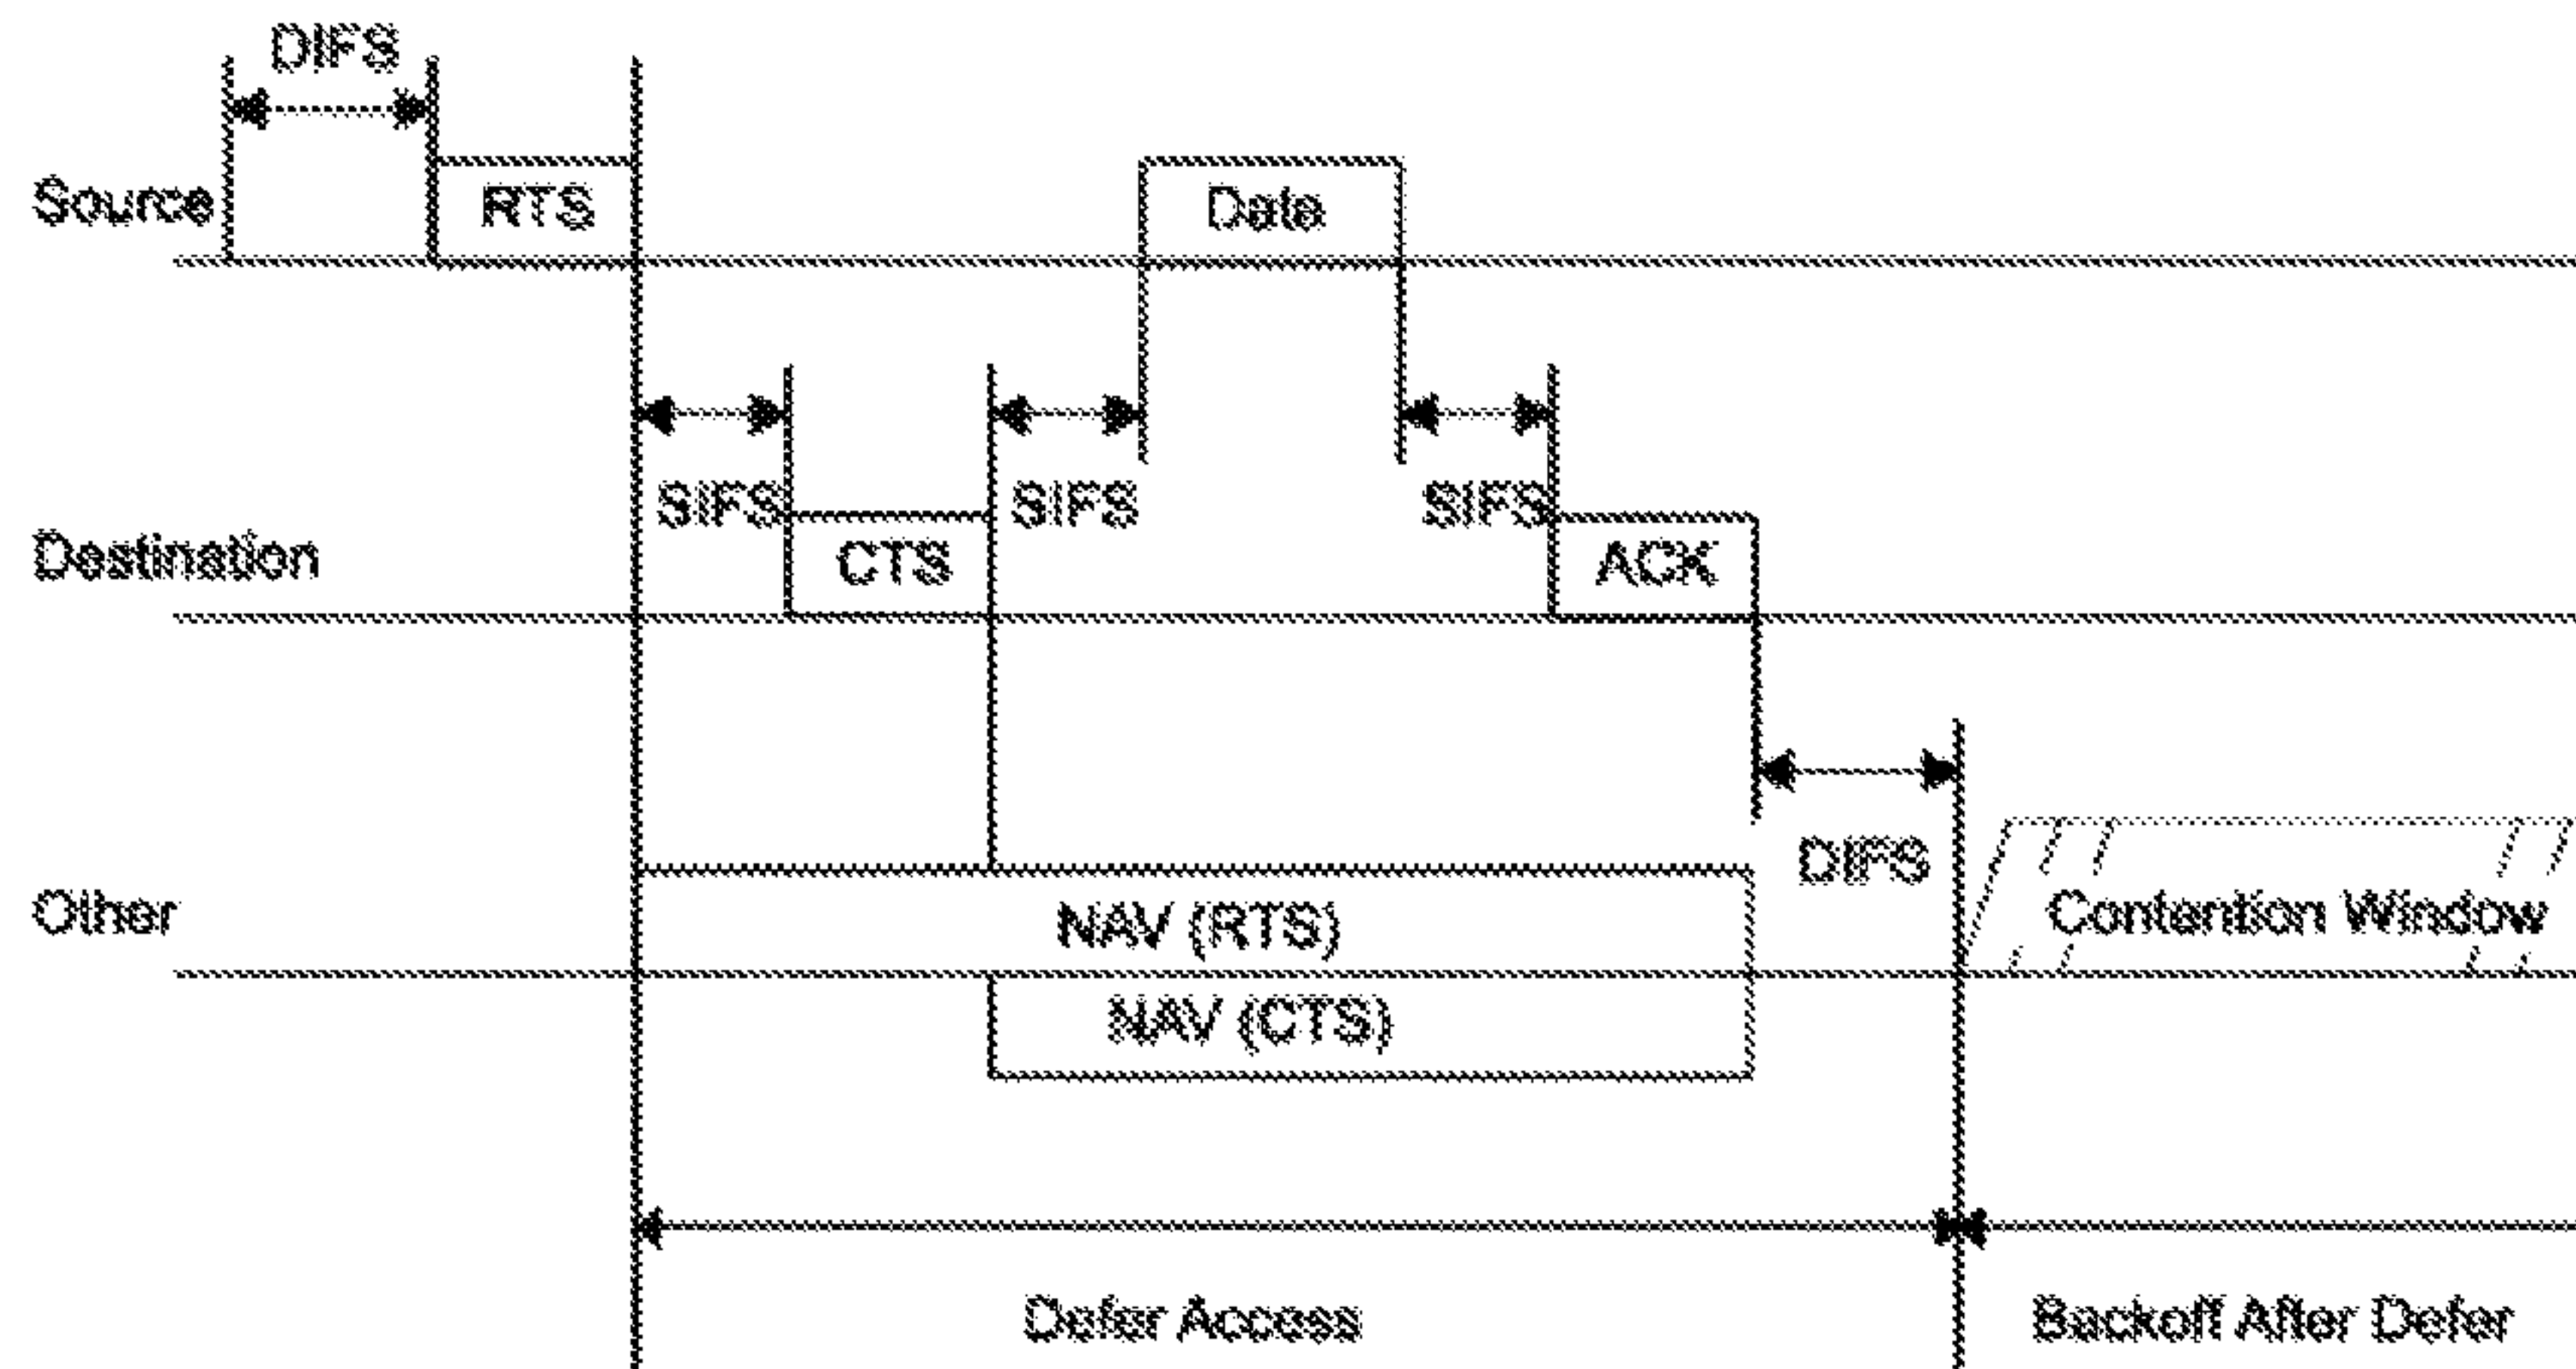 DIFS
Source
RTS
Date
SIFS
SIFS
SIFS
Destination
CTS
ACK
DIFS
Other
NAV (RTS)
Contention Window
NAV (CTS)
Defer Access
Backoff After Defer